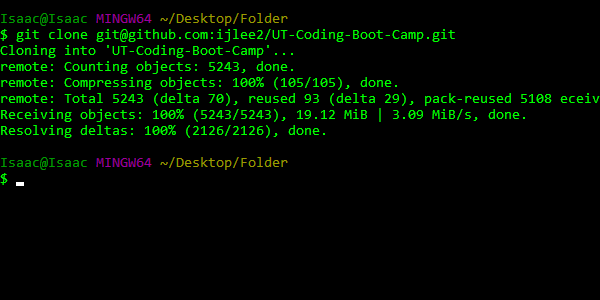 Isaac@Isaac MINGW64 ~/Desktop/Folder
$ git clone git@github.com:ijlee2/UT-Coding-Boot-Camp.git
Cloning into 'UT-Coding-Boot-Camp'...
remote: Counting objects: 5243, done.
remote: Compressing objects: 100% (105/105), done.
remote: Total 5243 (delta 70), reused 93 (delta 29), pack-reused 5108 eceiv
Receiving objects: 100% (5243/5243), 19.12 MiB | 3.09 MiB/s, done.
Resolving deltas: 100% (2126/2126), done.
Isaac@Isaac MINGW64 ~/Desktop/Folder
$